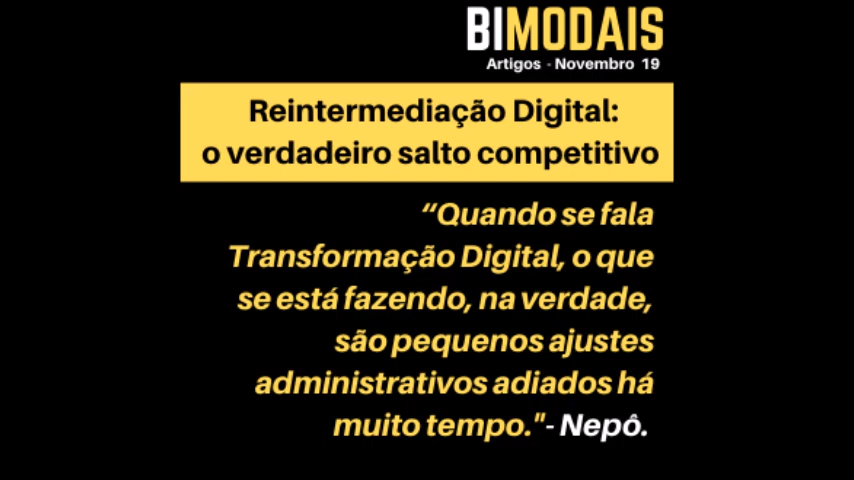 BIMODAIS
Artigos - Novembro 19
Reintermediação Digital:
o verdadeiro salto competitivo
“Quando se fala
Transformação Digital, o que
se está fazendo, na verdade,
são pequenos ajustes
administrativos adiados há
muito tempo."- Nepô.